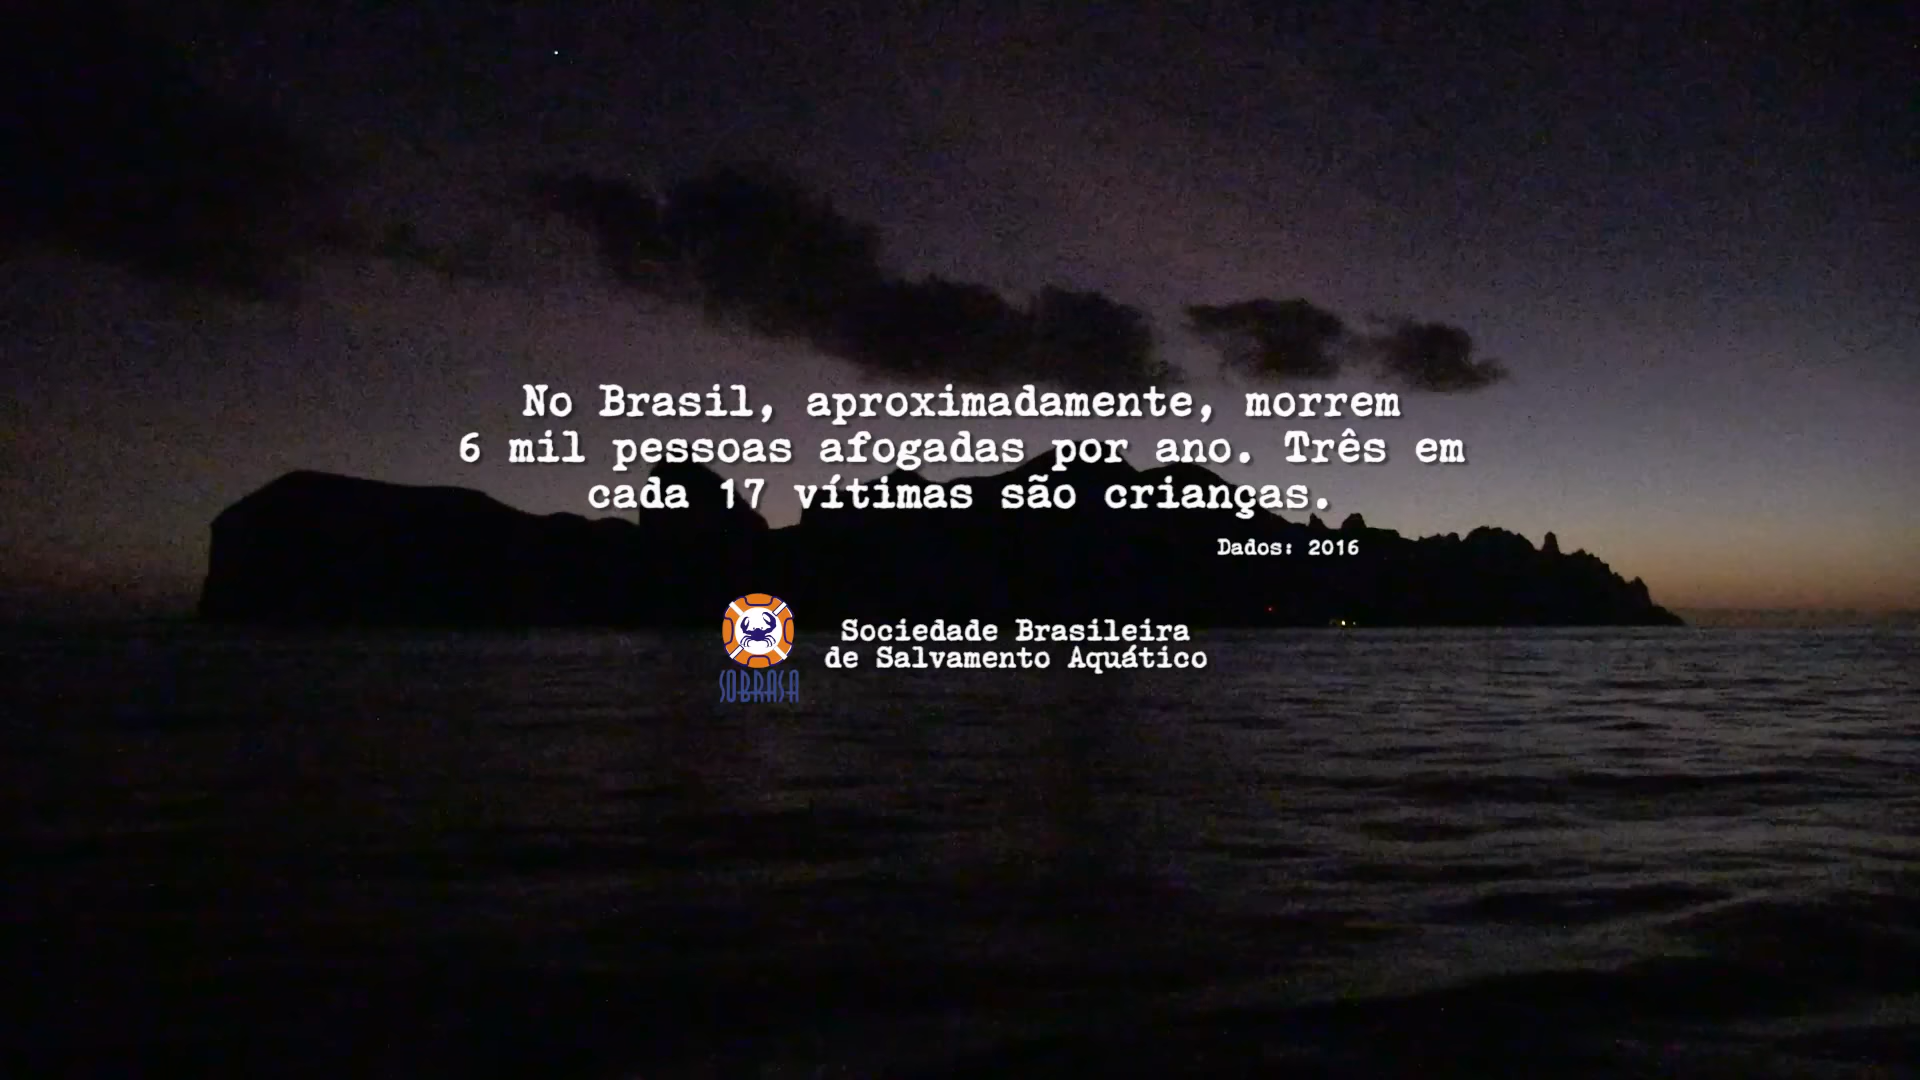 No Brasil, aproximadamente, morrem
6 mil pessoas afogadas por ano. Três em
cada 17 vítimas são crianças.
Dados: 2016
SOBRASA
Sociedade Brasileira
de Salvamento Aquático